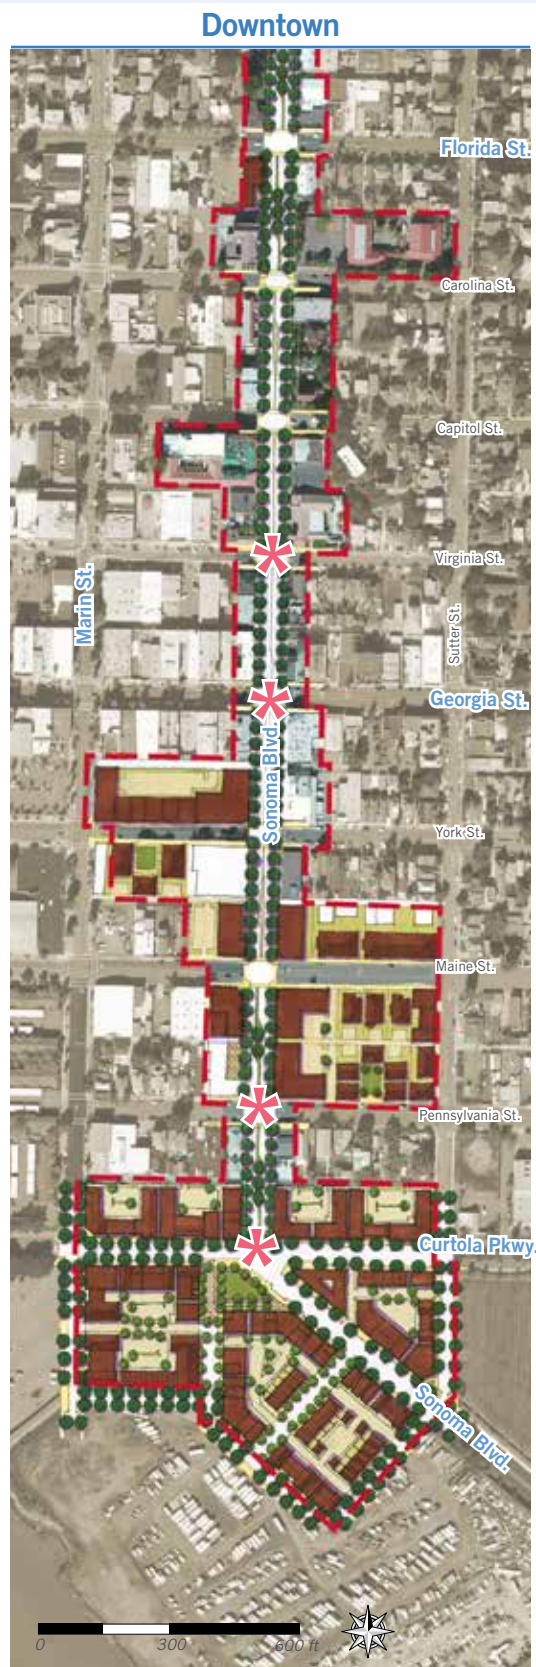 Downtown
Florida St.
Carolina St.
Capitol St.
Virginia St.
Marin St.
Sutter St.
Georgia St.
Sonoma Blvd.
York St.
Maine St.
Pennsylvania St.
Curtola Pkwy.
Sonoma Blvd.
0 300 600 ft